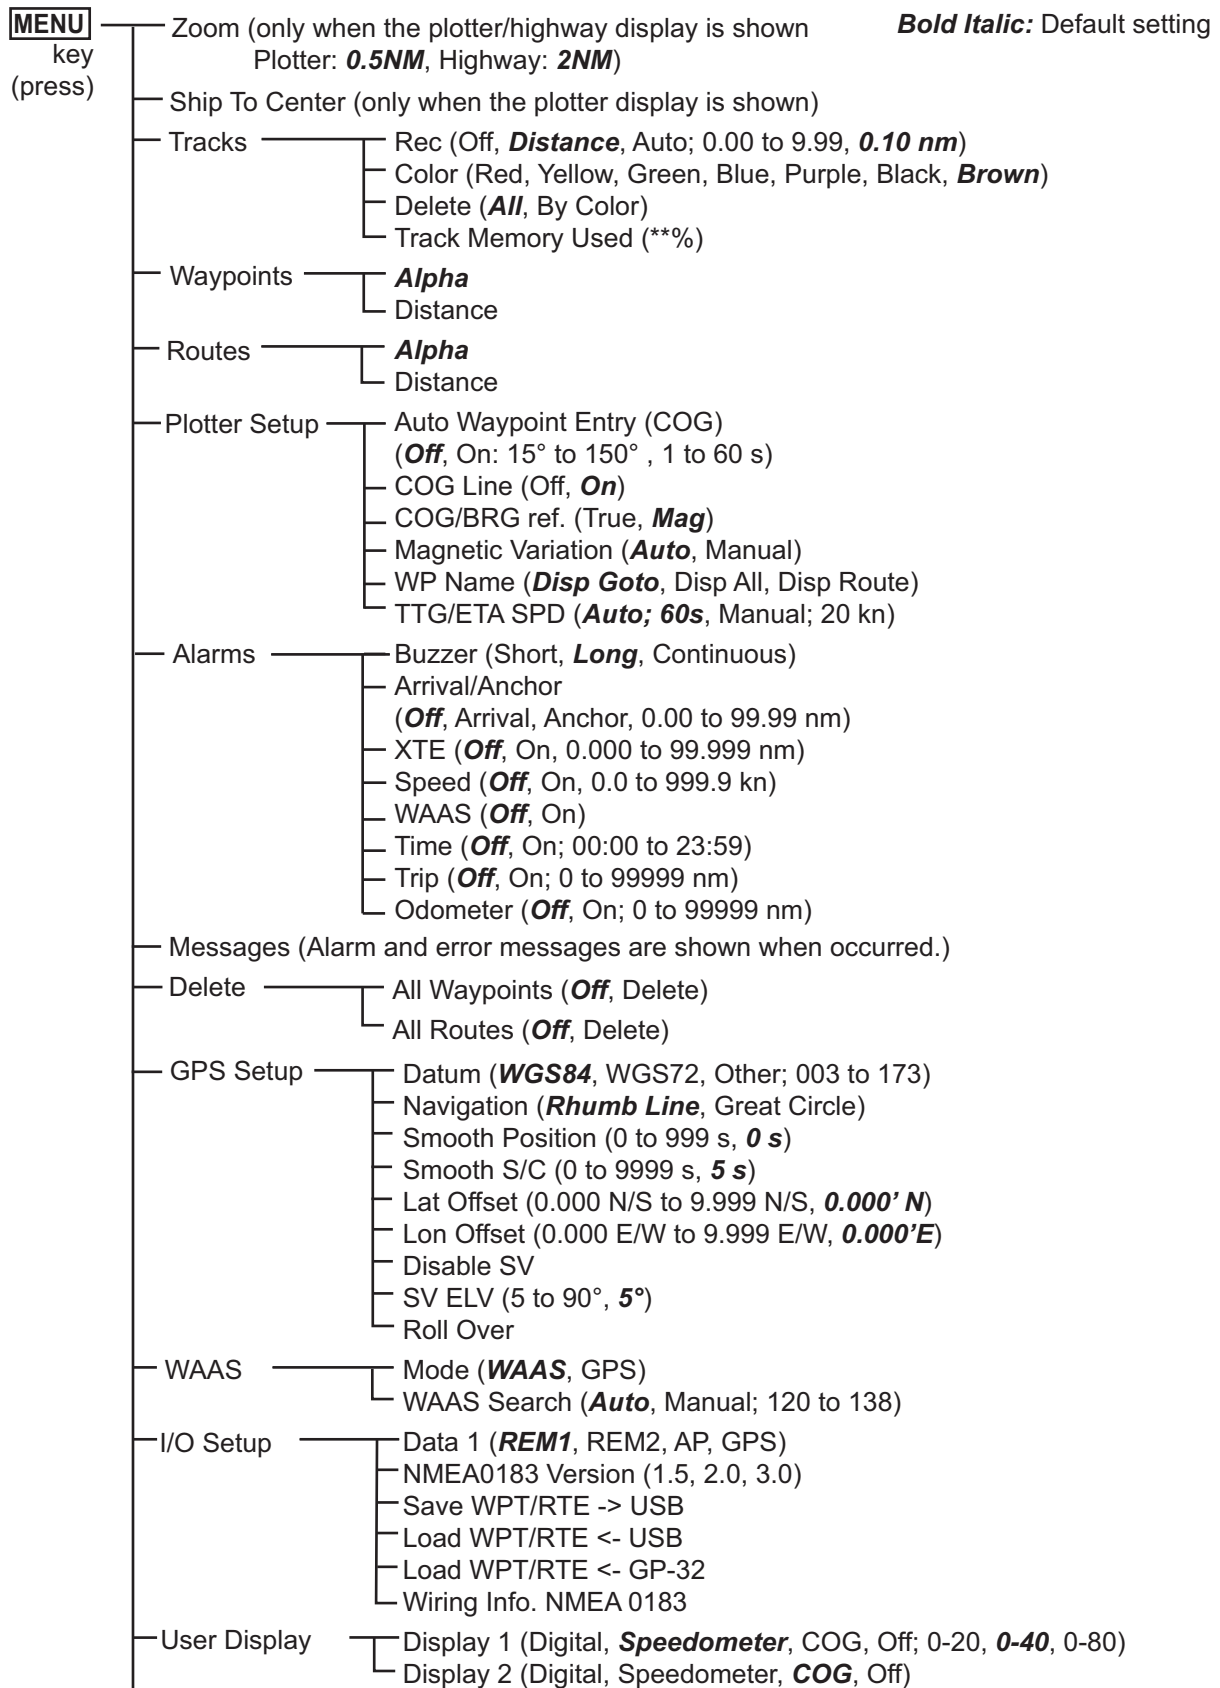 MENU
key
(press)
Zoom (only when the plotter/highway display is shown
Plotter: 0.5NM, Highway: 2NM)
Bold Italic: Default setting
Ship To Center (only when the plotter display is shown)
Tracks
Rec (Off, Distance, Auto; 0.00 to 9.99, 0.10 nm)
Color (Red, Yellow, Green, Blue, Purple, Black, Brown)
Delete (All, By Color)
Track Memory Used (**%)
Waypoints
Alpha
Distance
Routes
Alpha
Distance
Plotter Setup
Auto Waypoint Entry (COG)
(Off, On: 15° to 150° , 1 to 60 s)
COG Line (Off, On)
COG/BRG ref. (True, Mag)
Magnetic Variation (Auto, Manual)
WP Name (Disp Goto, Disp All, Disp Route)
TTG/ETA SPD (Auto; 60s, Manual; 20 kn)
Alarms
Buzzer (Short, Long, Continuous)
Arrival/Anchor
(Off, Arrival, Anchor, 0.00 to 99.99 nm)
XTE (Off, On, 0.000 to 99.999 nm)
Speed (Off, On, 0.0 to 999.9 kn)
WAAS (Off, On)
Time (Off, On; 00:00 to 23:59)
Trip (Off, On; 0 to 99999 nm)
Odometer (Off, On; 0 to 99999 nm)
Messages (Alarm and error messages are shown when occurred.)
Delete
All Waypoints (Off, Delete)
All Routes (Off, Delete)
GPS Setup
Datum (WGS84, WGS72, Other; 003 to 173)
Navigation (Rhumb Line, Great Circle)
Smooth Position (0 to 999 s, 0 s)
Smooth S/C (0 to 9999 s, 5 s)
Lat Offset (0.000 N/S to 9.999 N/S, 0.000’ N)
Lon Offset (0.000 E/W to 9.999 E/W, 0.000’E)
Disable SV
SV ELV (5 to 90°, 5°)
Roll Over
WAAS
Mode (WAAS, GPS)
WAAS Search (Auto, Manual; 120 to 138)
I/O Setup
Data 1 (REM1, REM2, AP, GPS)
NMEA0183 Version (1.5, 2.0, 3.0)
Save WPT/RTE -> USB
Load WPT/RTE <- USB
Load WPT/RTE <- GP-32
Wiring Info. NMEA 0183
User Display
Display 1 (Digital, Speedometer, COG, Off; 0-20, 0-40, 0-80)
Display 2 (Digital, Speedometer, COG, Off)